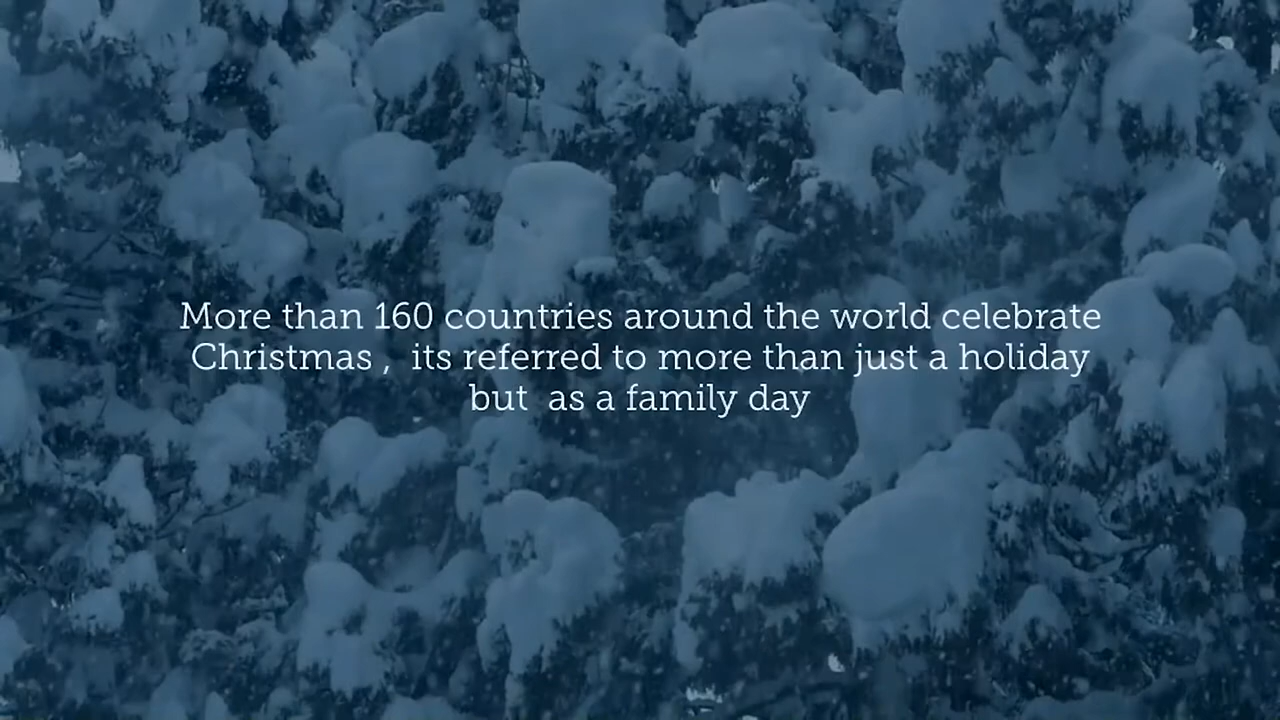 More than 160 countries around the world celebrate
Christmas ,  its referred to more than just a holiday
but  as a family day